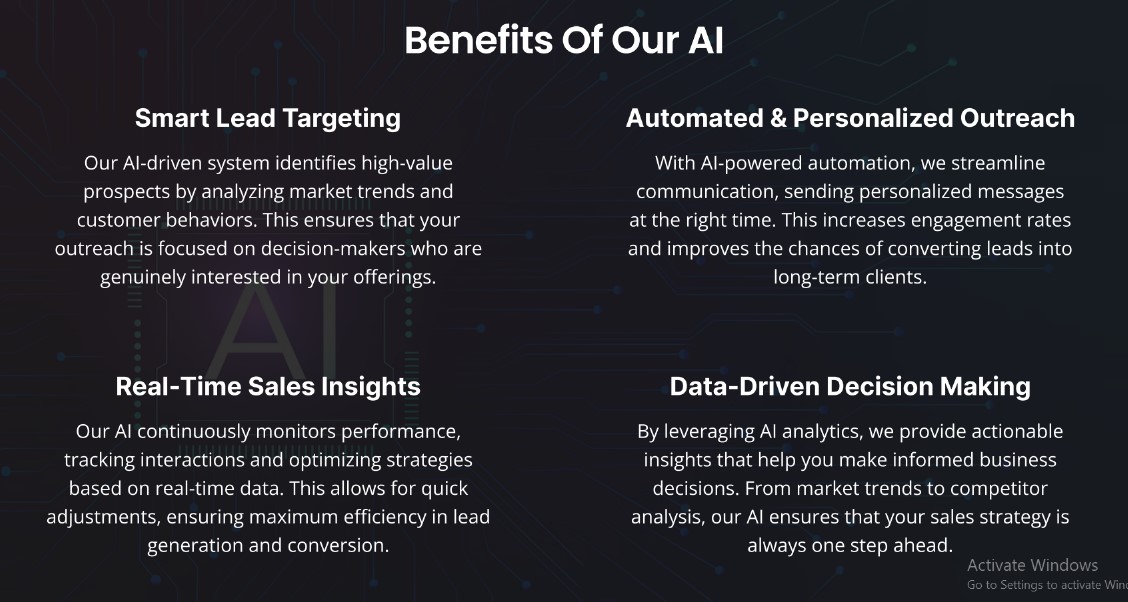 Benefits Of Our AI
Smart Lead Targeting
Our AI-driven system identifies high-value
prospects by analyzing market trends and
customer behaviors. This ensures that your
outreach is focused on decision-makers who are
genuinely interested in your offerings.
Automated & Personalized Outreach
With AI-powered automation, we streamline
communication, sending personalized messages
at the right time. This increases engagement rates
and improves the chances of converting leads into
long-term clients.
AI
Real-Time Sales Insights
Our AI continuously monitors performance,
tracking interactions and optimizing strategies
based on real-time data. This allows for quick
adjustments, ensuring maximum efficiency in lead
generation and conversion.
Data-Driven Decision Making
By leveraging AI analytics, we provide actionable
insights that help you make informed business
decisions. From market trends to competitor
analysis, our AI ensures that your sales strategy is
always one step ahead.
Activate Windows
Go to Settings to activate